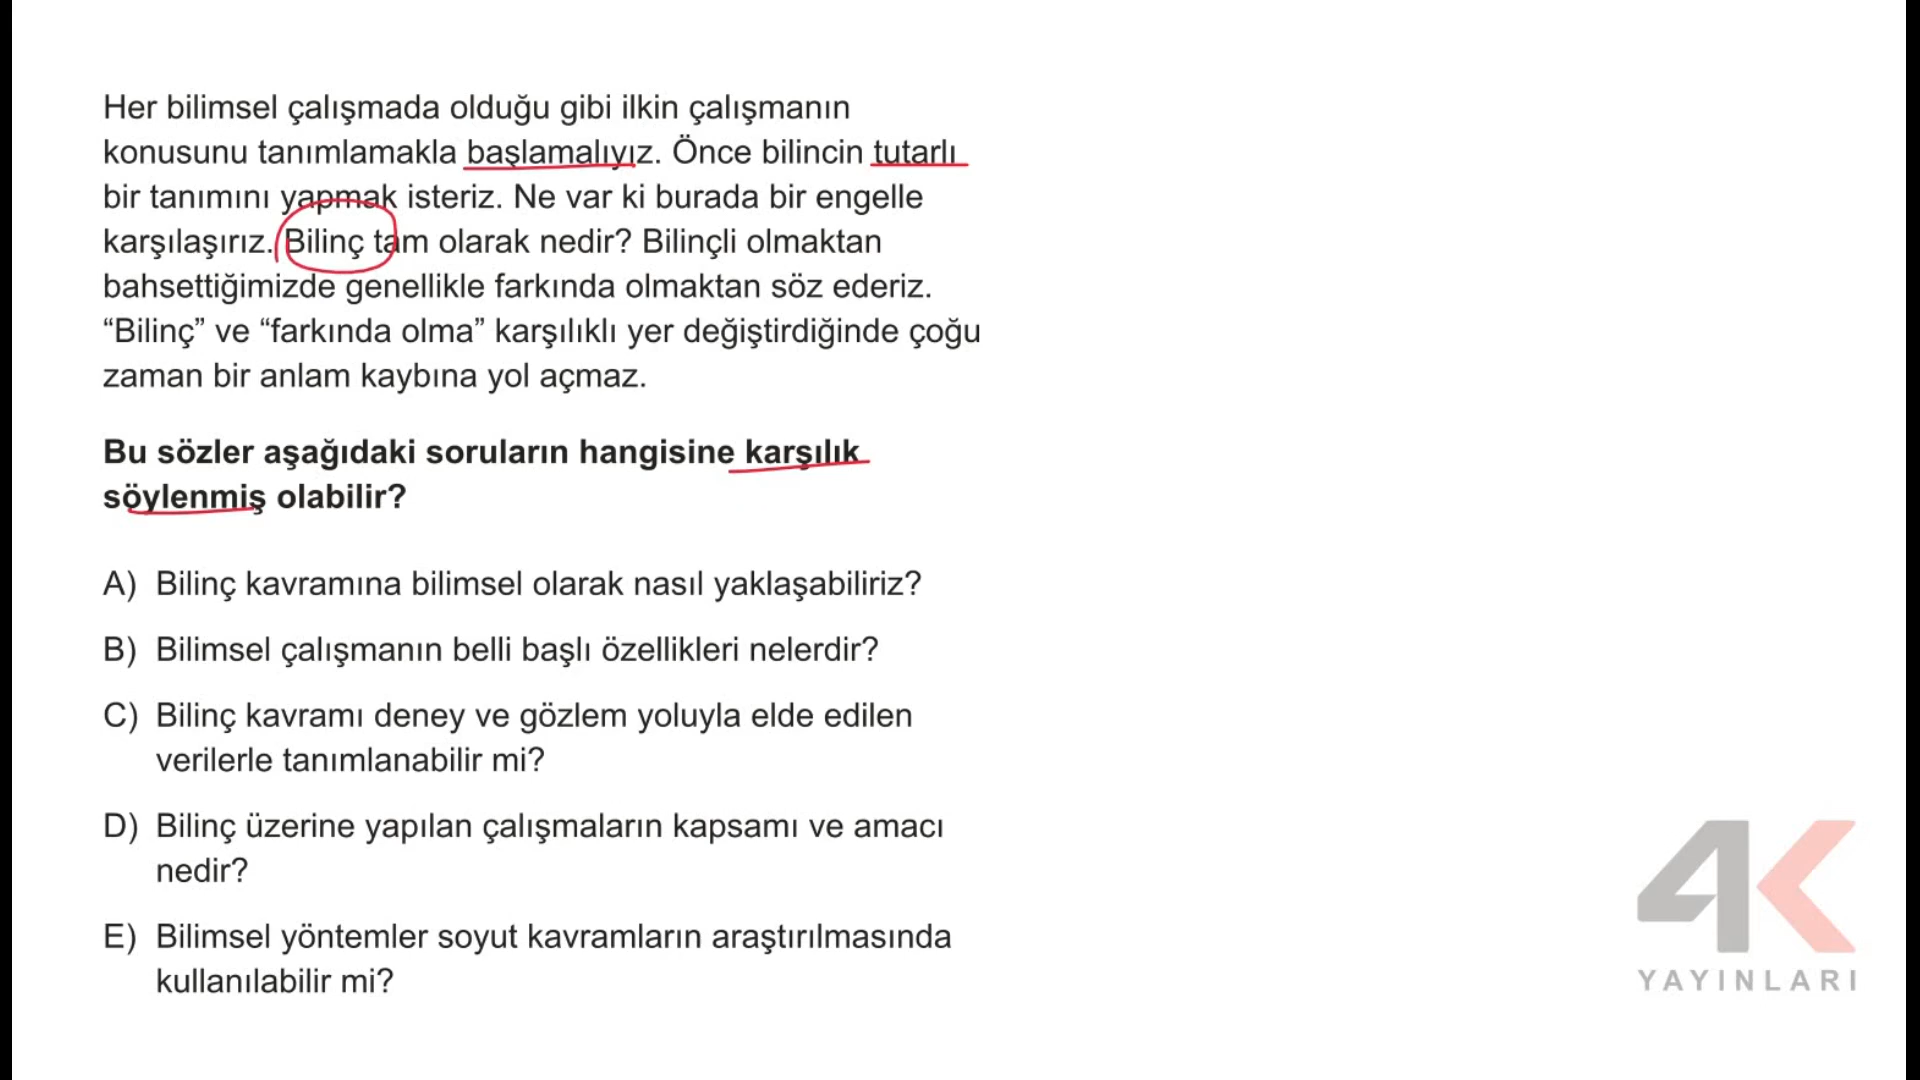 Her bilimsel çalışmada olduğu gibi ilkin çalışmanın
konusunu tanımlamakla başlamalıyız. Önce bilincin tutarlı
bir tanımını yapmak isteriz. Ne var ki burada bir engelle
karşılaşırız. Bilinç tam olarak nedir? Bilinçli olmaktan
bahsettiğimizde genellikle farkında olmaktan söz ederiz.
“Bilinç” ve “farkında olma” karşılıklı yer değiştirdiğinde çoğu
zaman bir anlam kaybına yol açmaz.
Bu sözler aşağıdaki soruların hangisine karşılık
söylenmiş olabilir?
A) Bilinç kavramına bilimsel olarak nasıl yaklaşabiliriz?
B) Bilimsel çalışmanın belli başlı özellikleri nelerdir?
C) Bilinç kavramı deney ve gözlem yoluyla elde edilen
verilerle tanımlanabilir mi?
D) Bilinç üzerine yapılan çalışmaların kapsamı ve amacı
nedir?
E) Bilimsel yöntemler soyut kavramların araştırılmasında
kullanılabilir mi?
4K
YAYINLARI